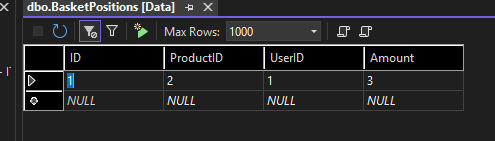 dbo.BasketPositions [Data]
Max Rows: 1000
ID ProductID UserID Amount
1 2 1 3
NULL NULL NULL NULL